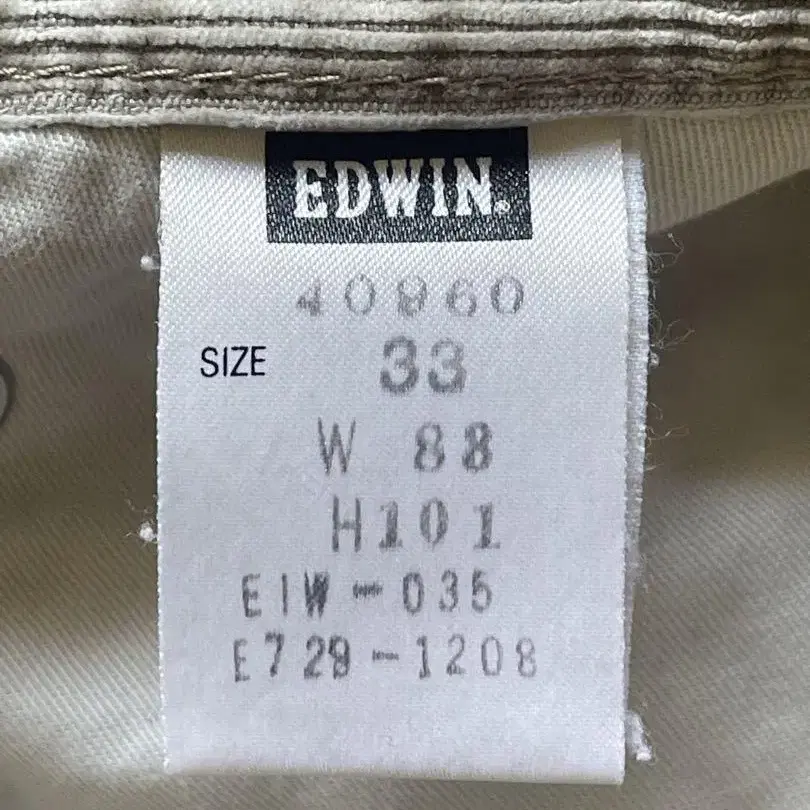 EDWIN.
40960
SIZE 33
W 88
H101
EIW-035
E729-1208